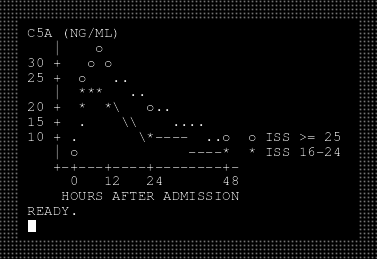 C5A (NG/ML)
    |    o
30 +   o o
25 +  o   ..
    |  ***   ..
20 +  *  *\   o..
15 +  .    \\    ....
10 + .       \*----  ..o  o ISS >= 25
    | o             ----*  * ISS 16-24
    +-+---+----+--------+-
      0   12   24       48
    HOURS AFTER ADMISSION
READY.